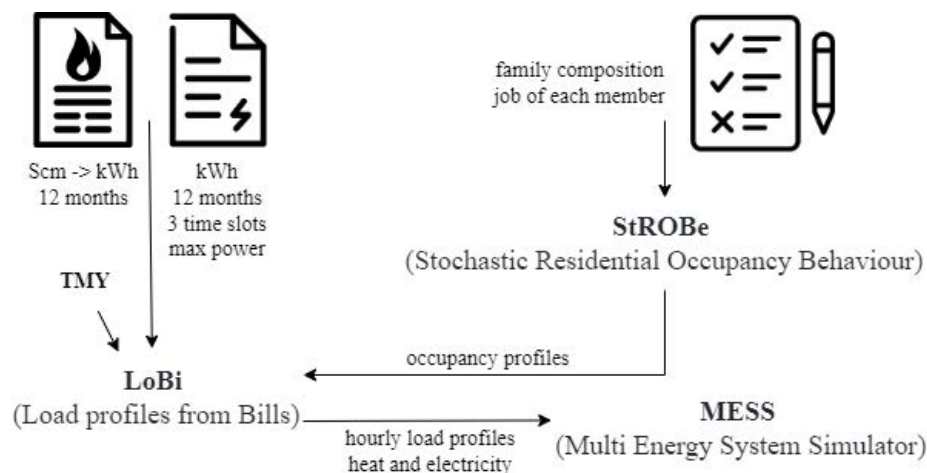 family composition
job of each member
Scm -> kWh
12 months
kWh
12 months
3 time slots
max power
StROBe
(Stochastic Residential Occupancy Behaviour)
TMY
occupancy profiles
LoBi
(Load profiles from Bills)
MESS
(Multi Energy System Simulator)
hourly load profiles
heat and electricity